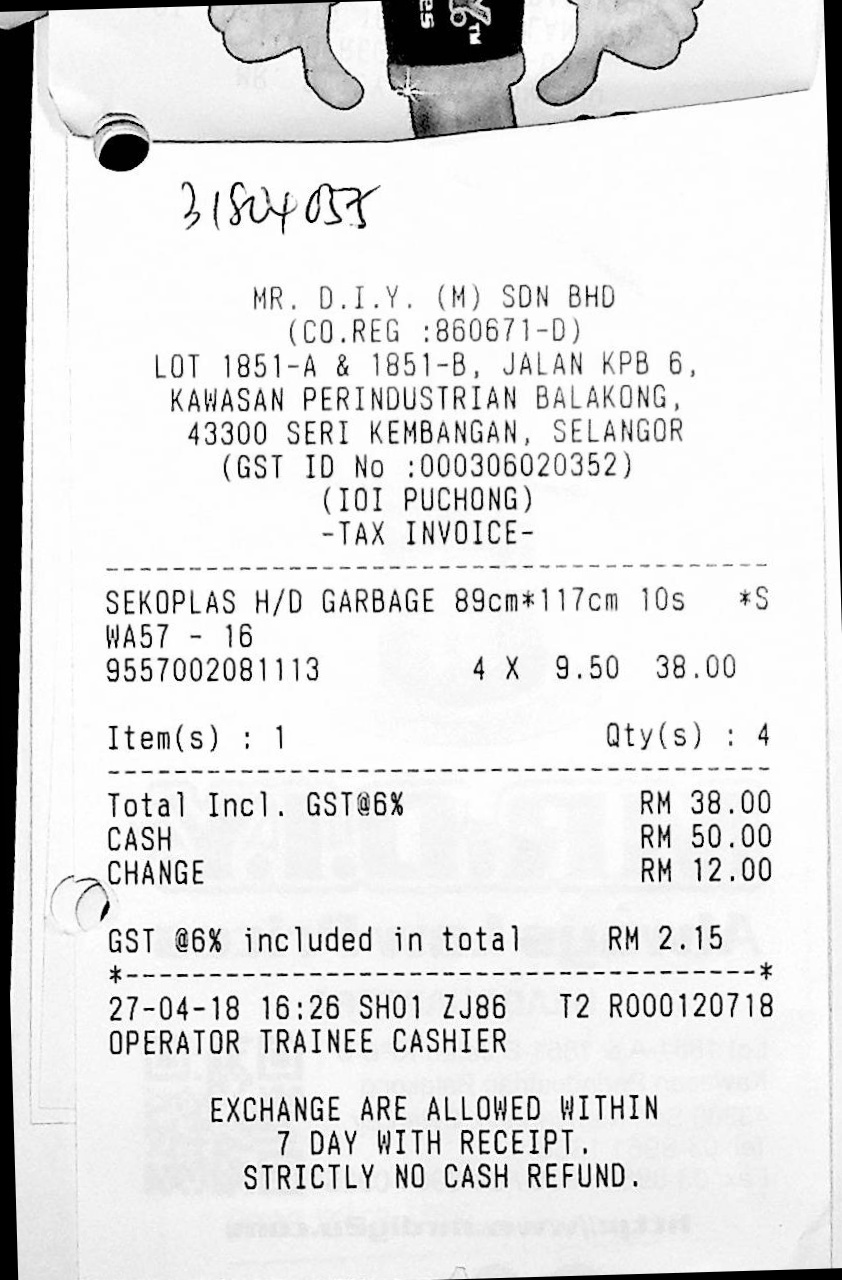 es
TM
31804055
MR. D.I.Y. (M) SDN BHD
(CO.REG :860671-D)
LOT 1851-A & 1851-B, JALAN KPB 6,
KAWASAN PERINDUSTRIAN BALAKONG,
43300 SERI KEMBANGAN, SELANGOR
(GST ID No :000306020352)
(IOI PUCHONG)
-TAX INVOICE-
SEKOPLAS H/D GARBAGE 89cm*117cm 10s *S
WA57 - 16
9557002081113 4 X 9.50 38.00
Item(s) : 1 Qty(s) : 4
Total Incl. GST@6% RM 38.00
CASH RM 50.00
CHANGE RM 12.00
GST @6% included in total RM 2.15
*--------------------------------------*
27-04-18 16:26 SH01 ZJ86 T2 R000120718
OPERATOR TRAINEE CASHIER
EXCHANGE ARE ALLOWED WITHIN
7 DAY WITH RECEIPT.
STRICTLY NO CASH REFUND.